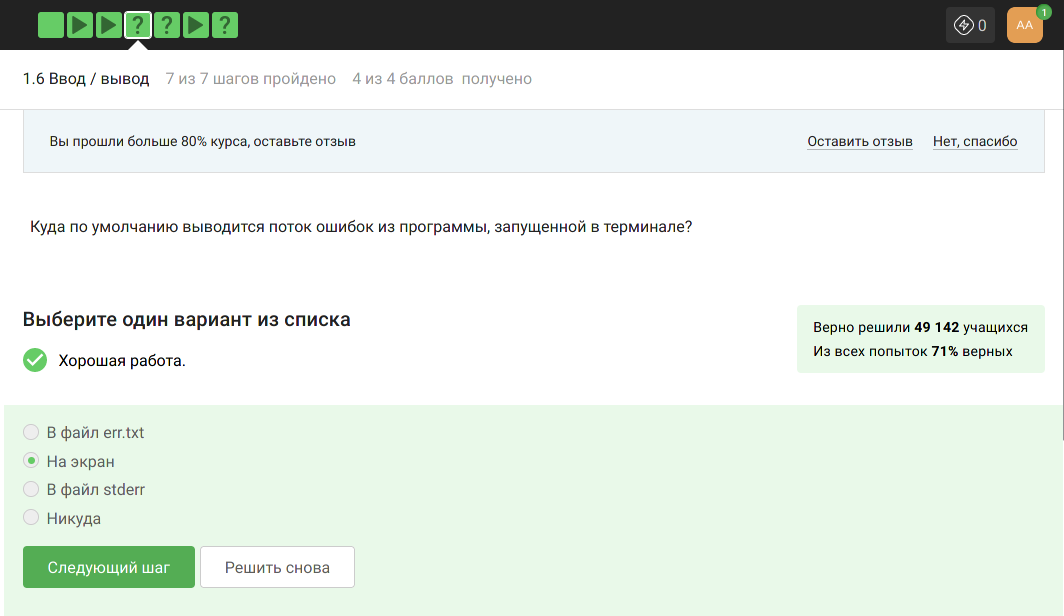 ? ? ?
0
AA
1
1.6 Ввод / вывод 7 из 7 шагов пройдено 4 из 4 баллов получено
Вы прошли больше 80% курса, оставьте отзыв Оставить отзыв Нет, спасибо
Куда по умолчанию выводится поток ошибок из программы, запущенной в терминале?
Выберите один вариант из списка
Верно решили 49 142 учащихся
Из всех попыток 71% верных
Хорошая работа.
В файл err.txt
На экран
В файл stderr
Никуда
Следующий шаг Решить снова